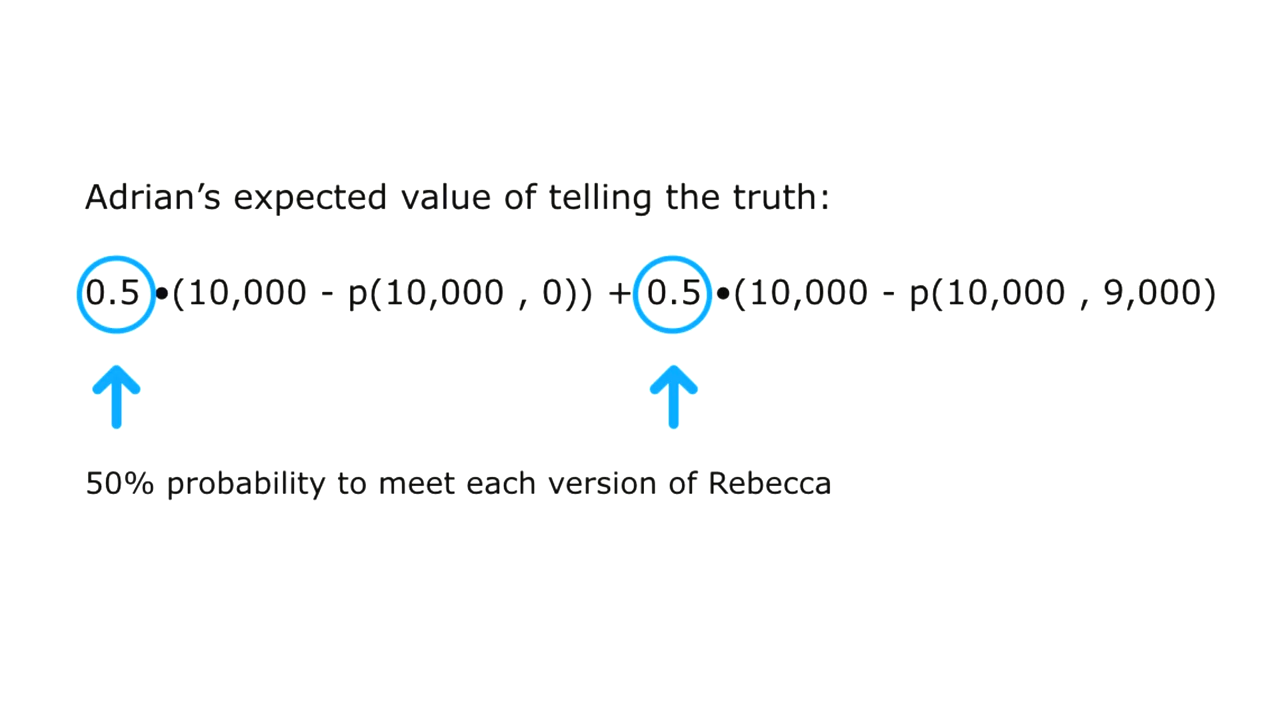 Adrian’s expected value of telling the truth:
0.5•(10,000 - p(10,000 , 0)) + 0.5•(10,000 - p(10,000 , 9,000)
50% probability to meet each version of Rebecca